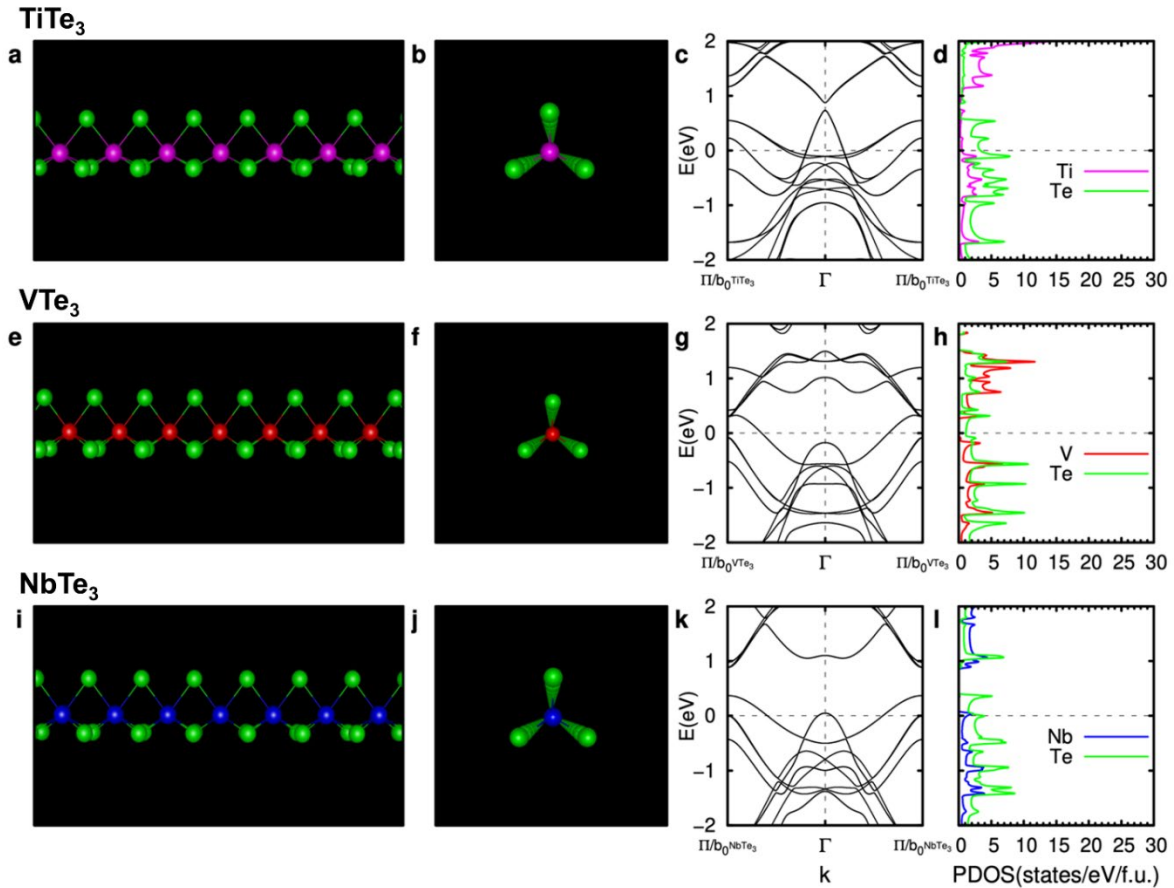 TiTe₃
a b c d
2
1
0
−1
−2
E(eV)
Π/b₀TiTe₃ Γ Π/b₀TiTe₃
Ti
Te
0 5 10 15 20 25 30
VTe₃
e f g h
2
1
0
−1
−2
E(eV)
Π/b₀VTe₃ Γ Π/b₀VTe₃
V
Te
0 5 10 15 20 25 30
NbTe₃
i j k l
2
1
0
−1
−2
E(eV)
Π/b₀NbTe₃ Γ Π/b₀NbTe₃
k
Nb
Te
0 5 10 15 20 25 30
PDOS(states/eV/f.u.)